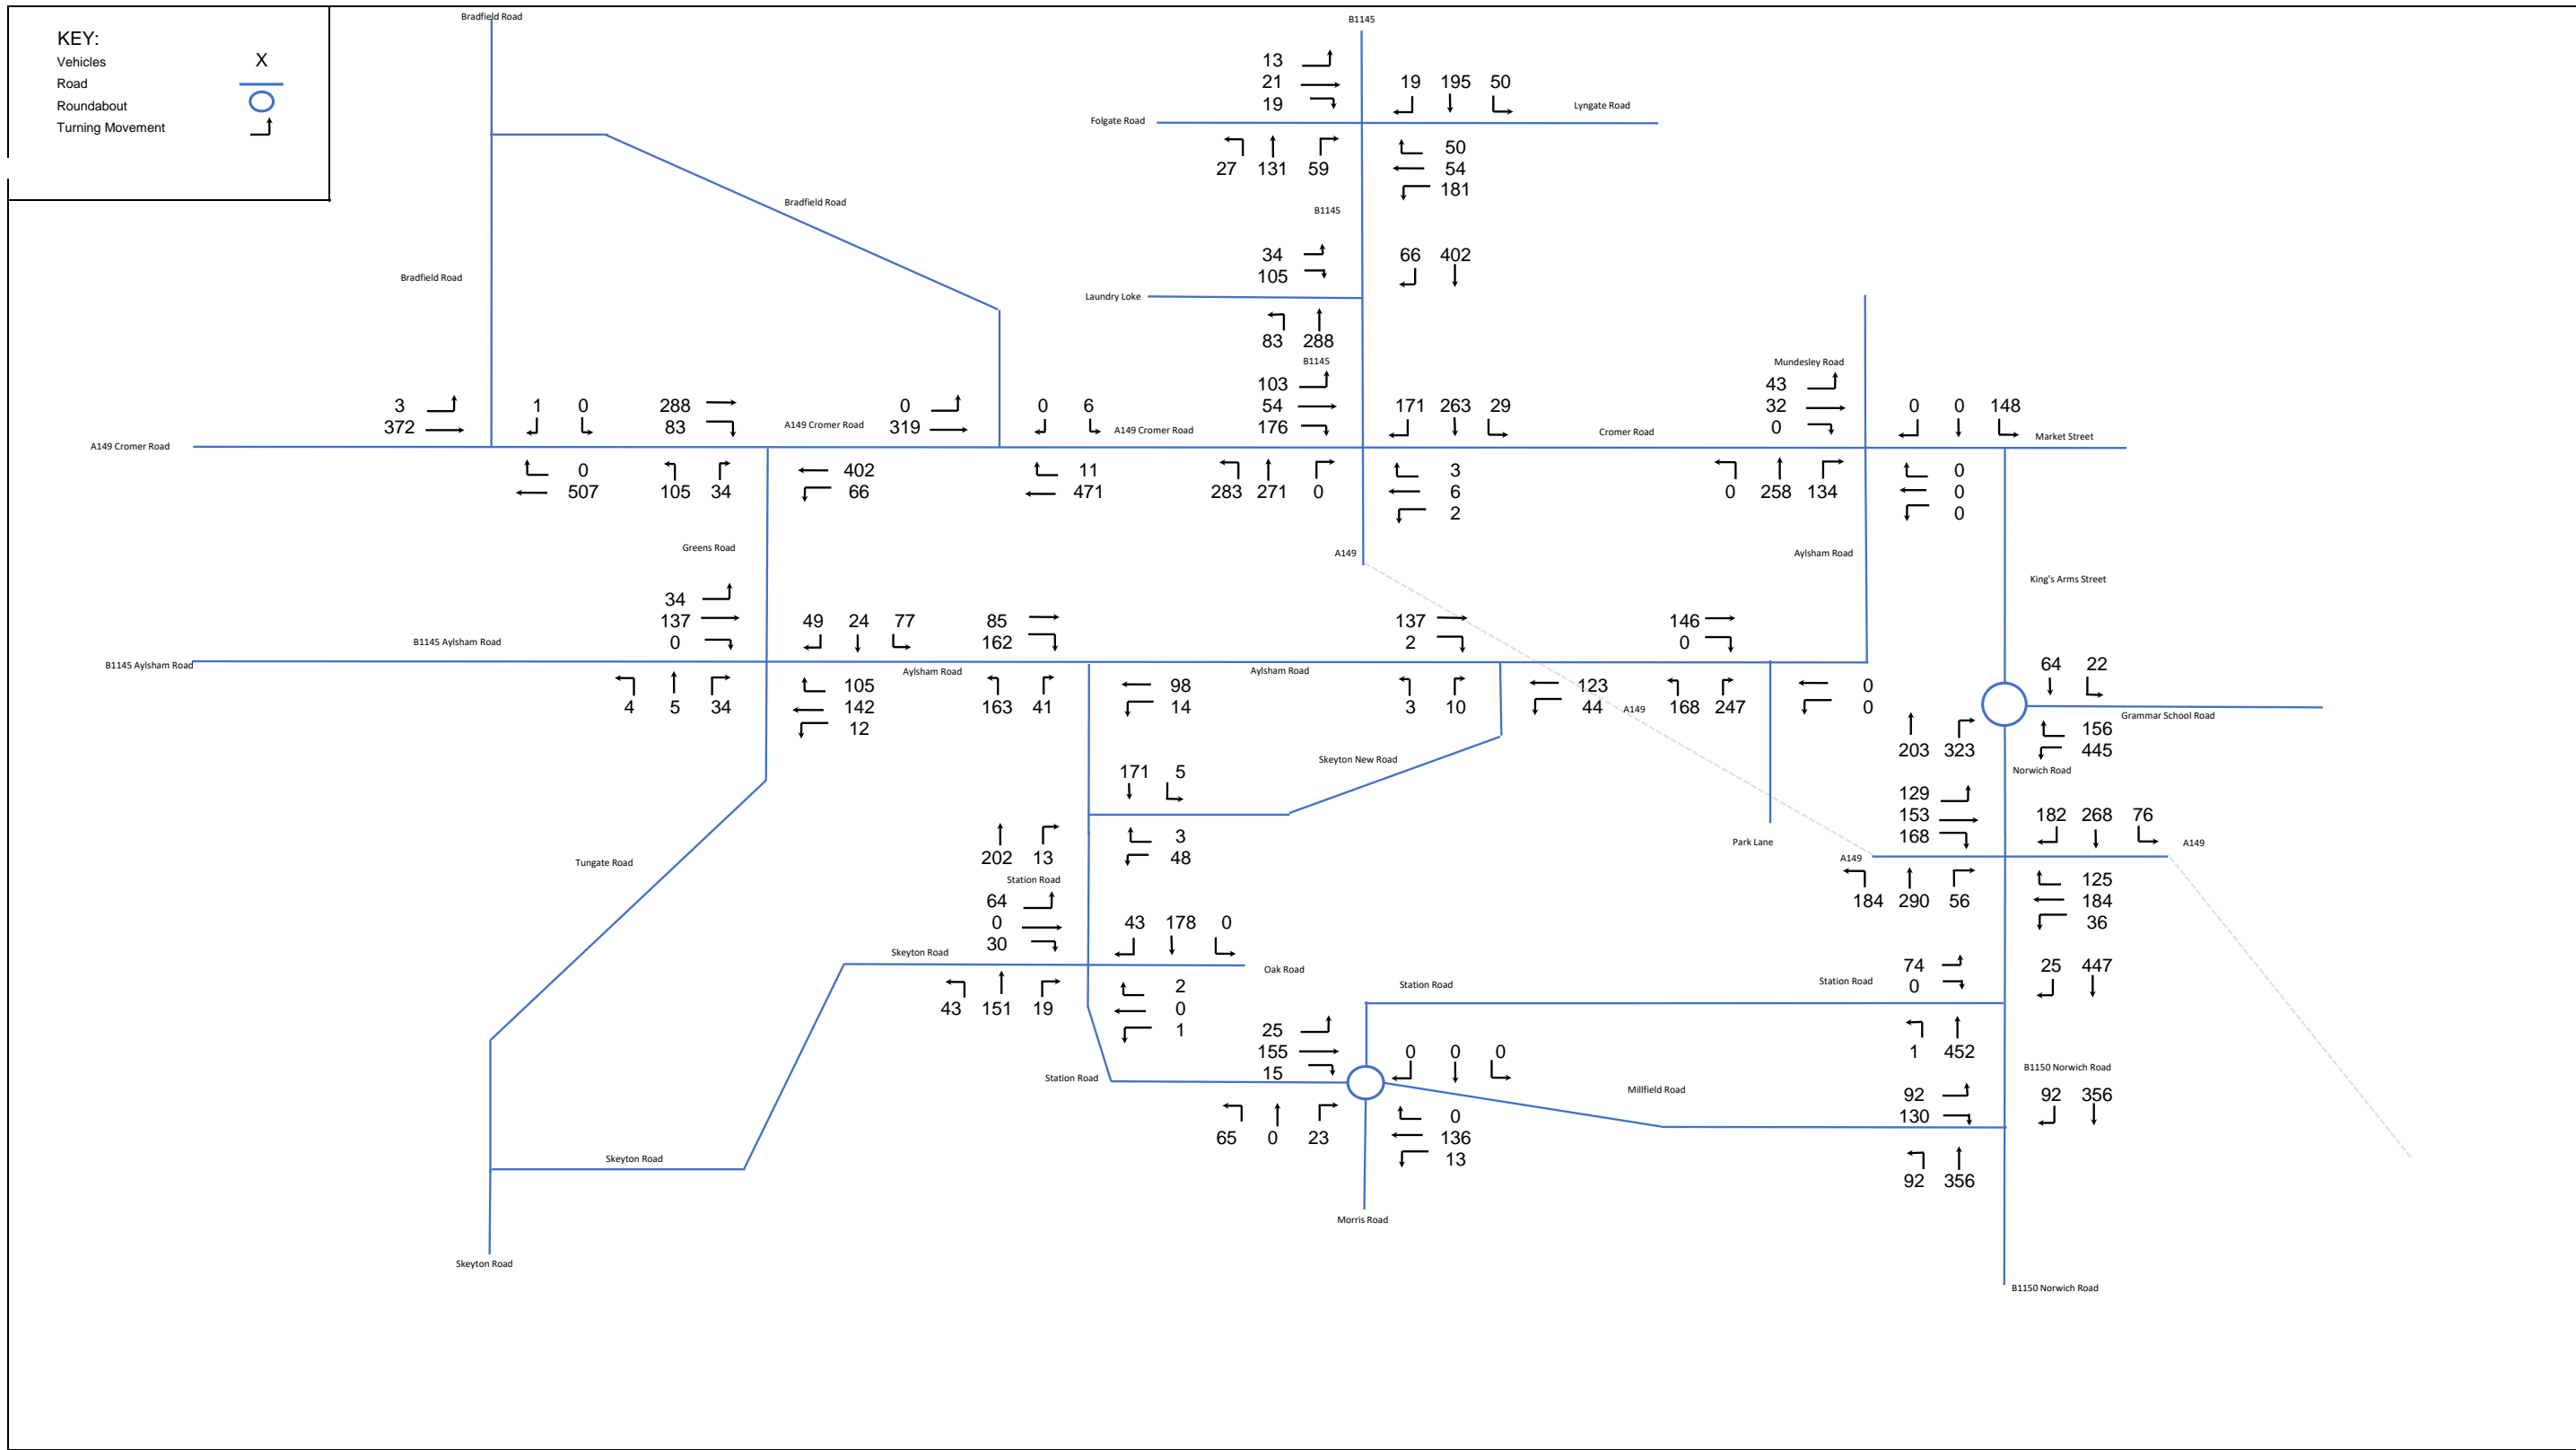 Bradfield Road
B1145
KEY:
Vehicles X
Road
Roundabout
Turning Movement
13
21
19
19 195 50
Lyngate Road
Folgate Road
27 131 59
50
54
181
Bradfield Road
B1145
34
105
66 402
Bradfield Road
Laundry Loke
83 288
B1145
Mundesley Road
3
372
1 0
288
83
A149 Cromer Road
0
319
0 6
A149 Cromer Road
103
54
176
171 263 29
Cromer Road
43
32
0
0 0 148
Market Street
A149 Cromer Road
0
507
105 34
402
66
11
471
283 271 0
3
6
2
0 258 134
0
0
0
Greens Road
A149
Aylsham Road
King's Arms Street
34
137
0
49 24 77
85
162
137
2
146
0
B1145 Aylsham Road
B1145 Aylsham Road
Aylsham Road
Aylsham Road
64 22
4 5 34
105
142
12
163 41
98
14
3 10
123
44
A149
168 247
0
0
Grammar School Road
203 323
156
445
Skeyton New Road
Norwich Road
171 5
129
153
168
182 268 76
Park Lane
A149
A149
202 13
3
48
Tungate Road
Station Road
184 290 56
125
184
36
64
0
30
43 178 0
Skeyton Road
Oak Road
43 151 19
2
0
1
Station Road
Station Road
74
0
25 447
25
155
15
0 0 0
1 452
Station Road
Millfield Road
B1150 Norwich Road
92
130
92 356
65 0 23
0
136
13
Skeyton Road
92 356
Morris Road
Skeyton Road
B1150 Norwich Road